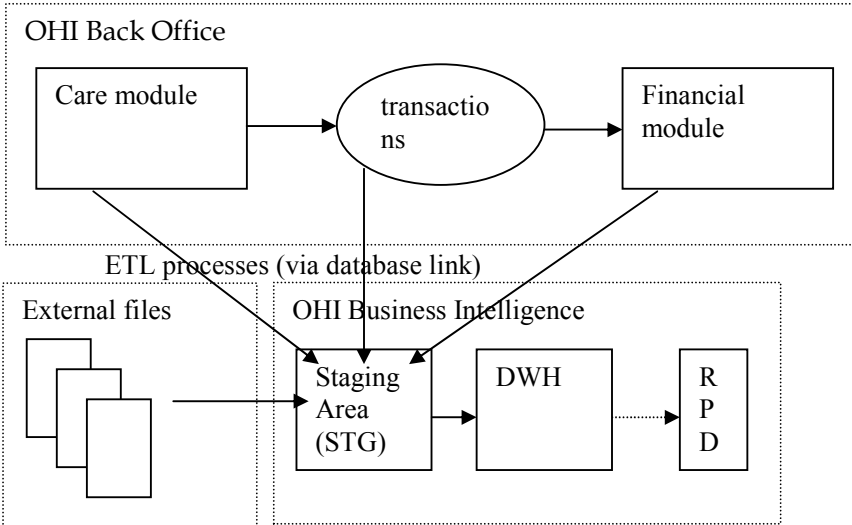 OHI Back Office
Care module
transactio
ns
Financial
module
ETL processes (via database link)
External files
OHI Business Intelligence
Staging
Area
(STG)
DWH
R
P
D